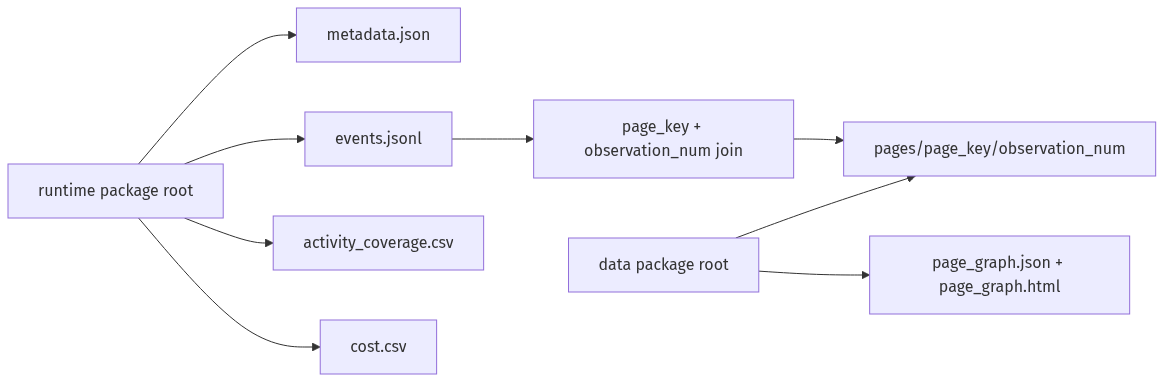 metadata.json
events.jsonl
page_key +
observation_num join
pages/page_key/observation_num
runtime package root
activity_coverage.csv
data package root
page_graph.json +
page_graph.html
cost.csv